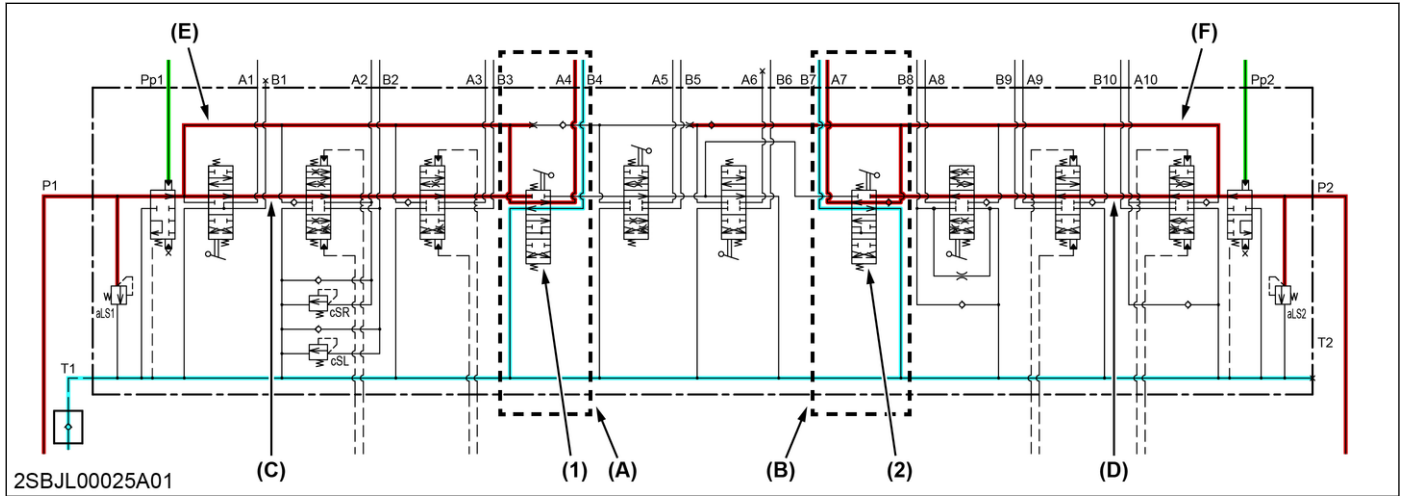 (E) (F)
Pp1 A1 B1 A2 B2 A3 B3 A4 B4 A5 B5 A6 B6 B7 A7 B8 A8 B9 A9 B10 A10 Pp2
P1 P2
aLS1 cSR aLS2
cSL
T1 T2
(C) (1) (A) (B) (2) (D)
2SBJL00025A01